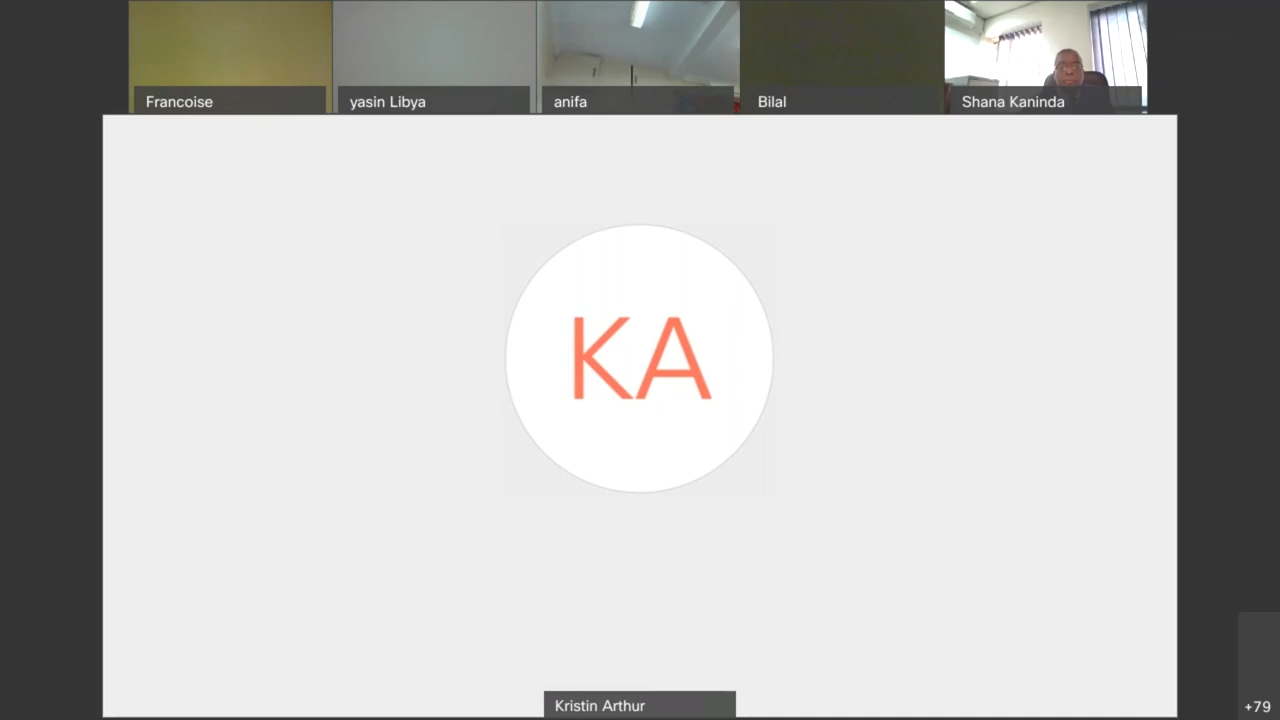 Francoise
yasin Libya
anifa
Bilal
Shana Kaninda
KA
Kristin Arthur
+79